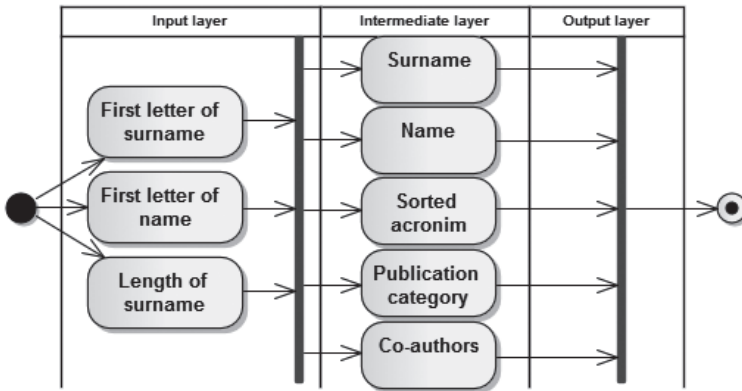 Input layer
Intermediate layer
Output layer
First letter of
surname
First letter of
name
Length of
surname
Surname
Name
Sorted
acronim
Publication
category
Co-authors